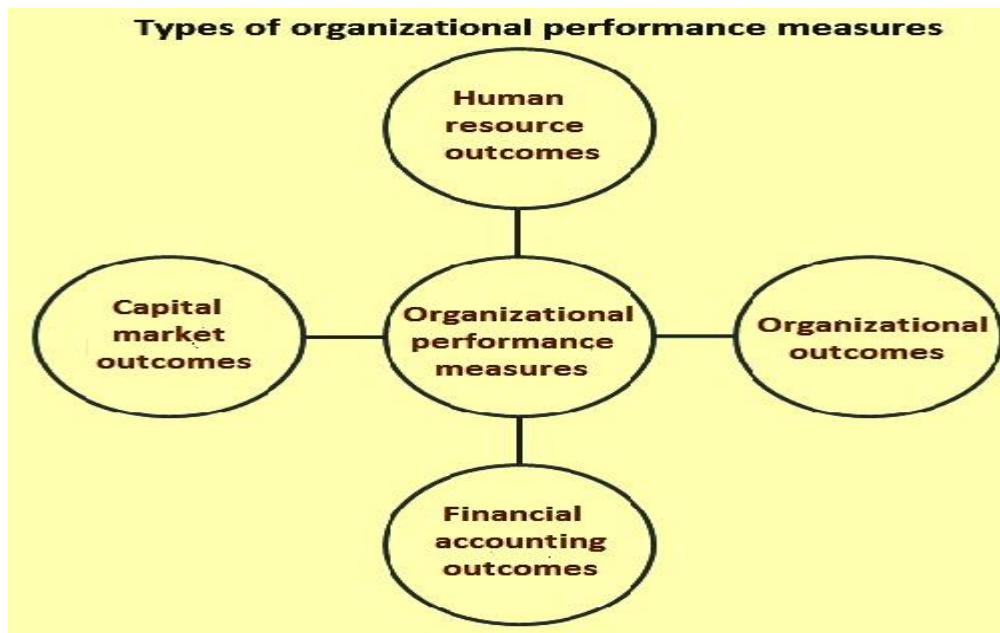 Types of organizational performance measures
Human
resource
outcomes
Capital
market
outcomes
Organizational
performance
measures
Organizational
outcomes
Financial
accounting
outcomes